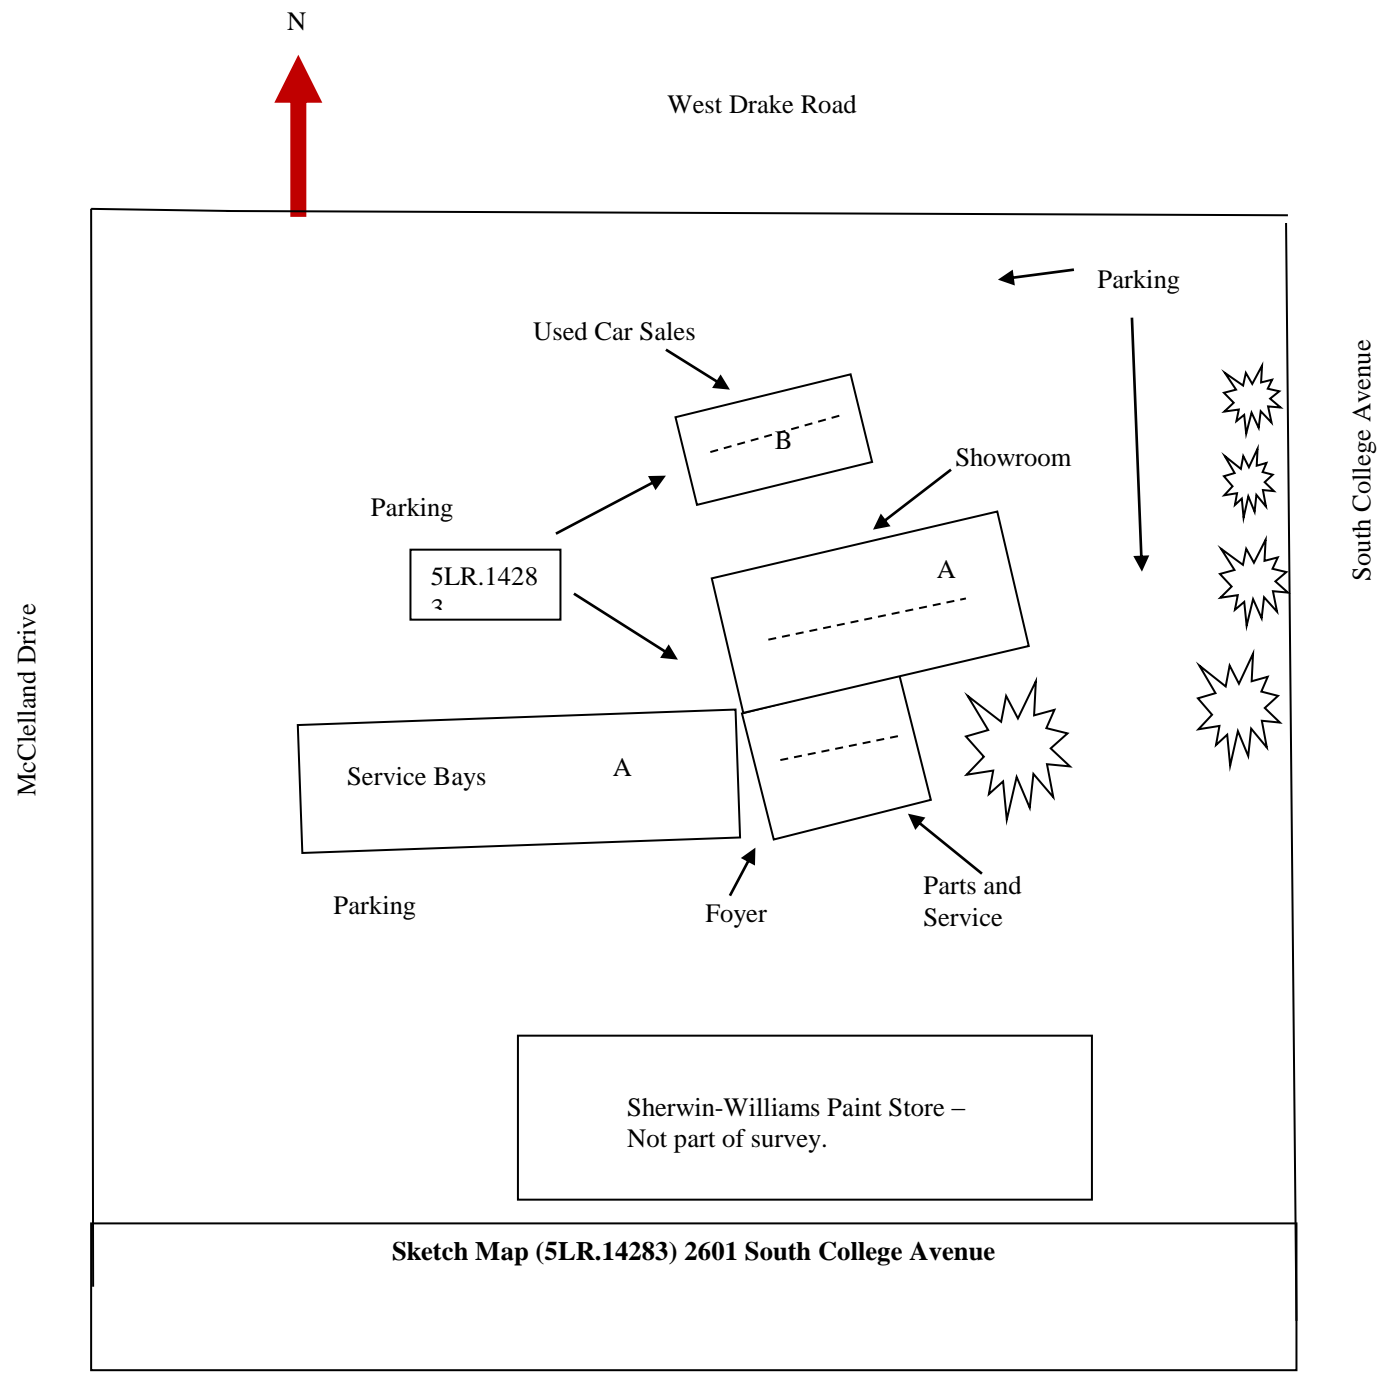 N
West Drake Road
Parking
Used Car Sales
B
Showroom
Parking
A
5LR.1428
3
South College Avenue
McClelland Drive
Service Bays
A
Parking
Foyer
Parts and
Service
Sherwin-Williams Paint Store –
Not part of survey.
Sketch Map (5LR.14283) 2601 South College Avenue